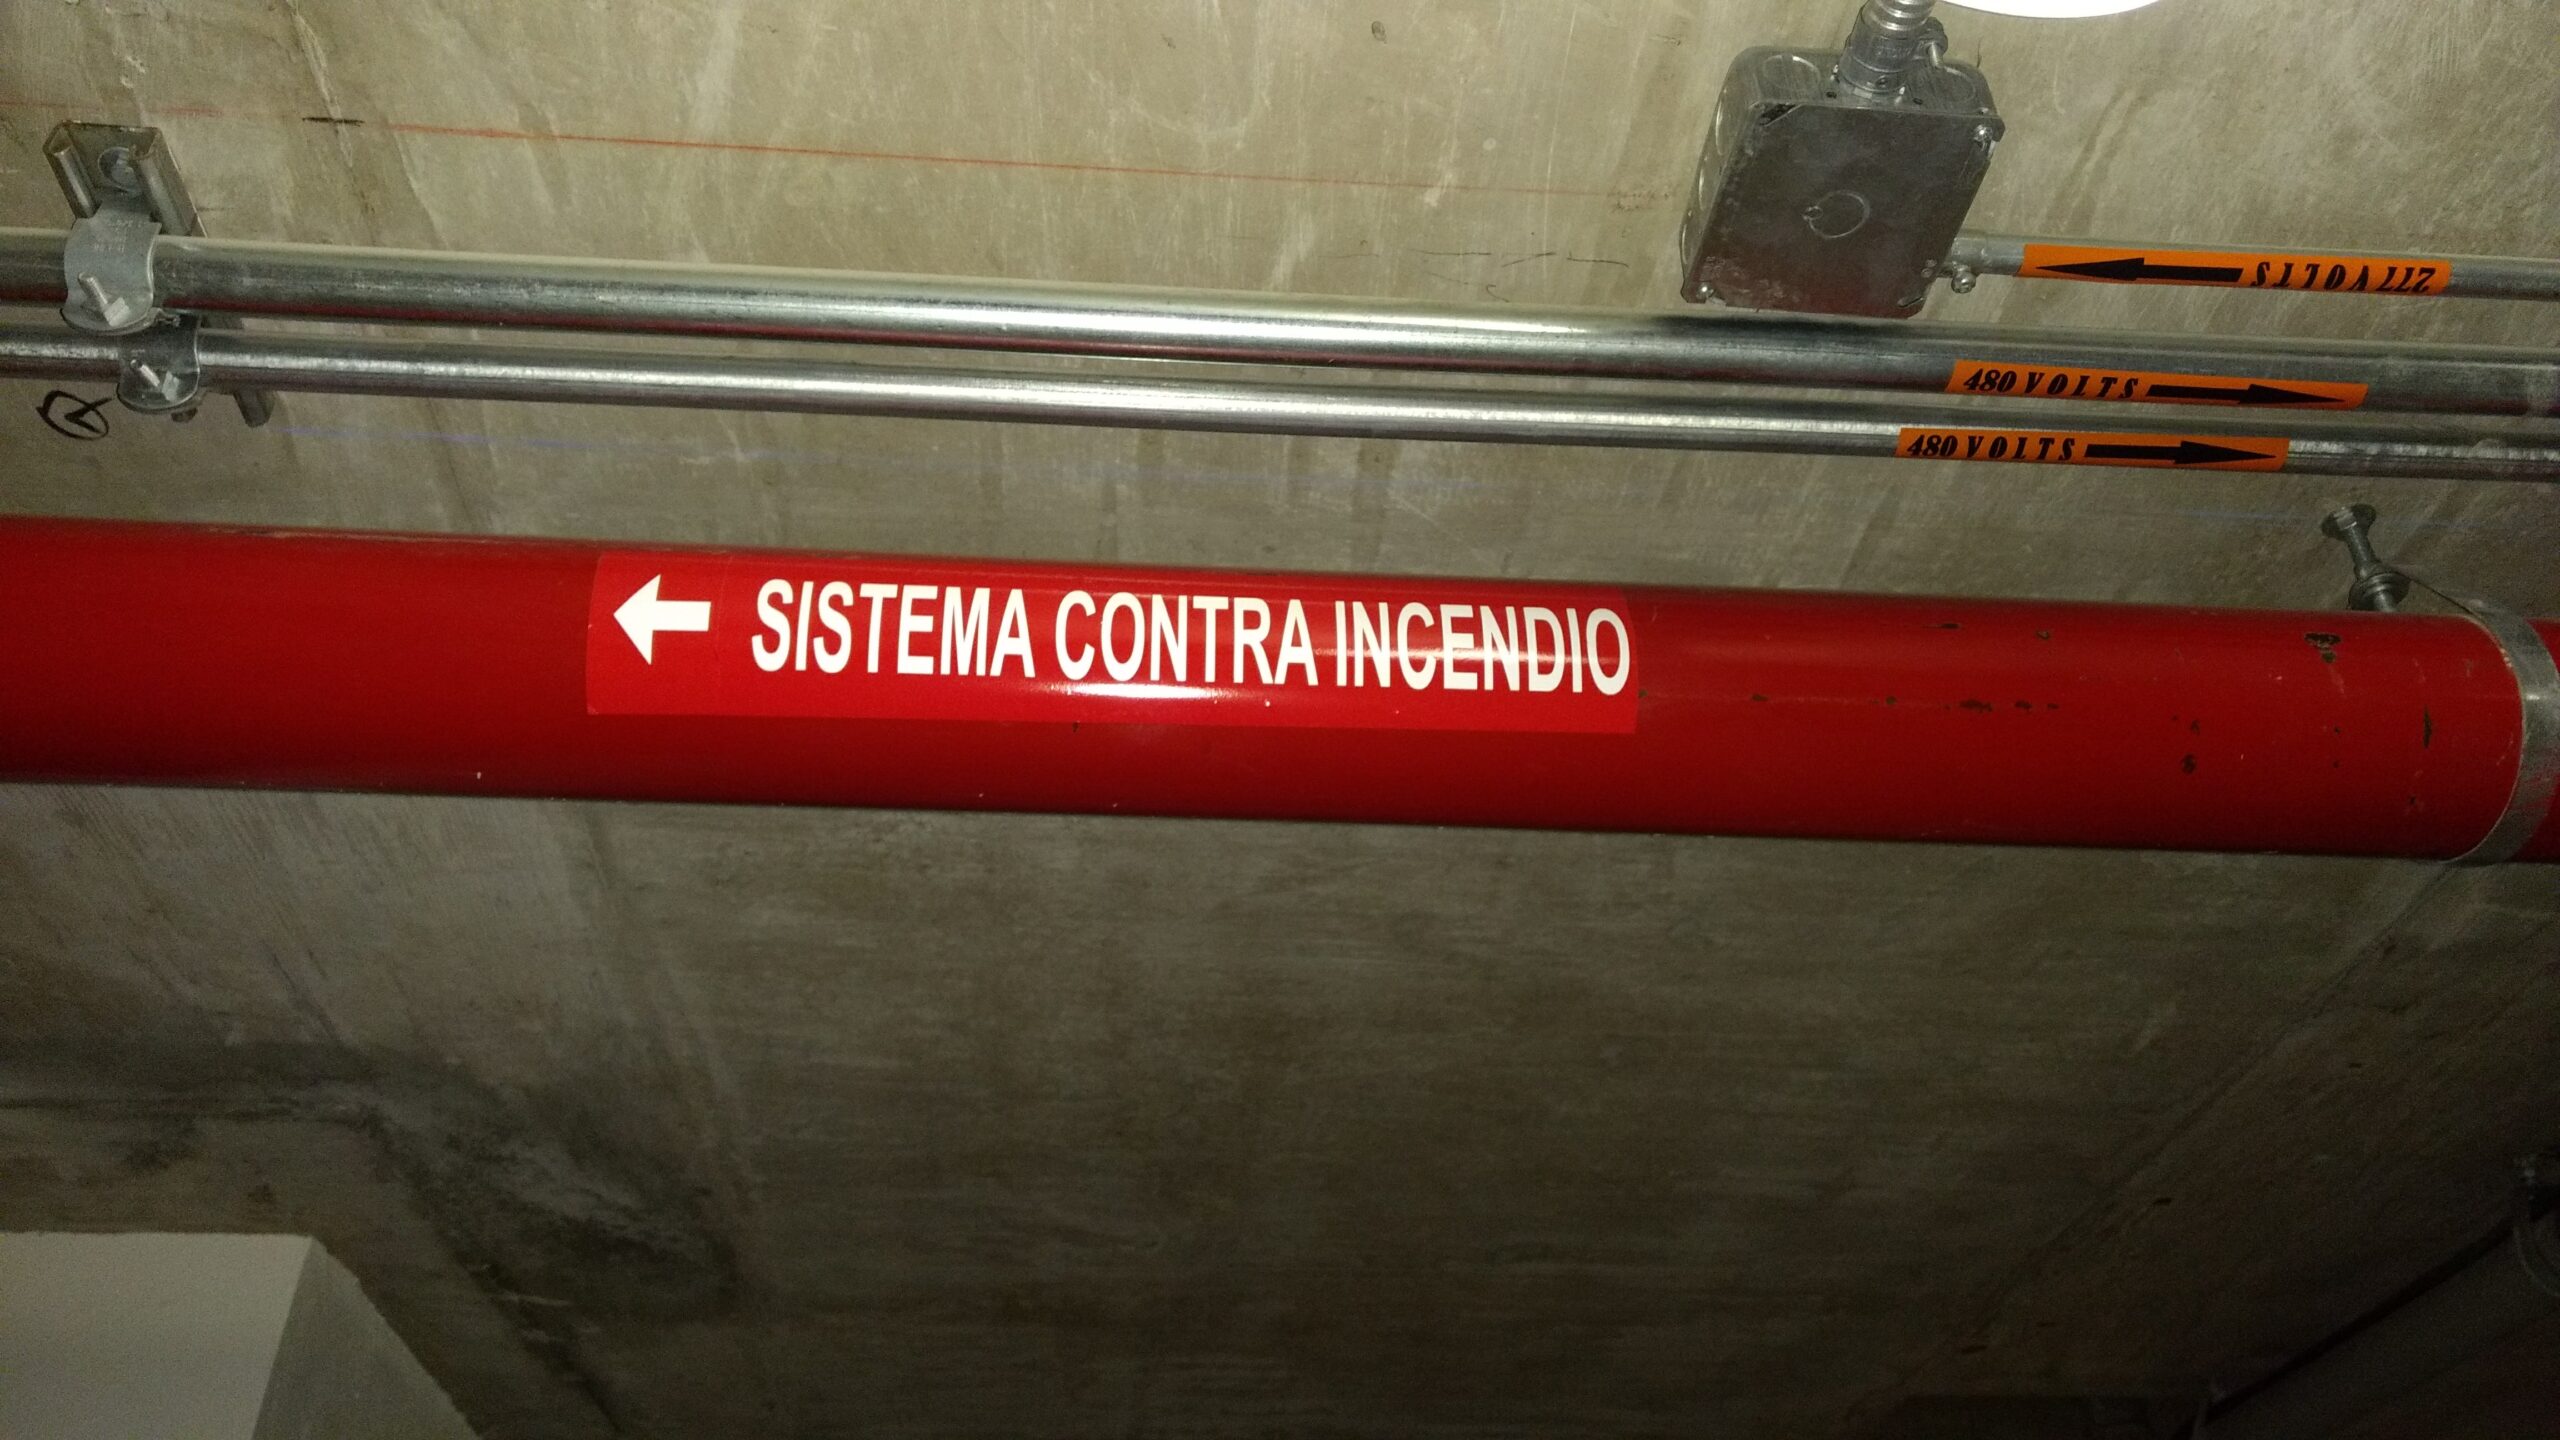 277 VOLTS
480 VOLTS
480 VOLTS
SISTEMA CONTRA INCENDIO